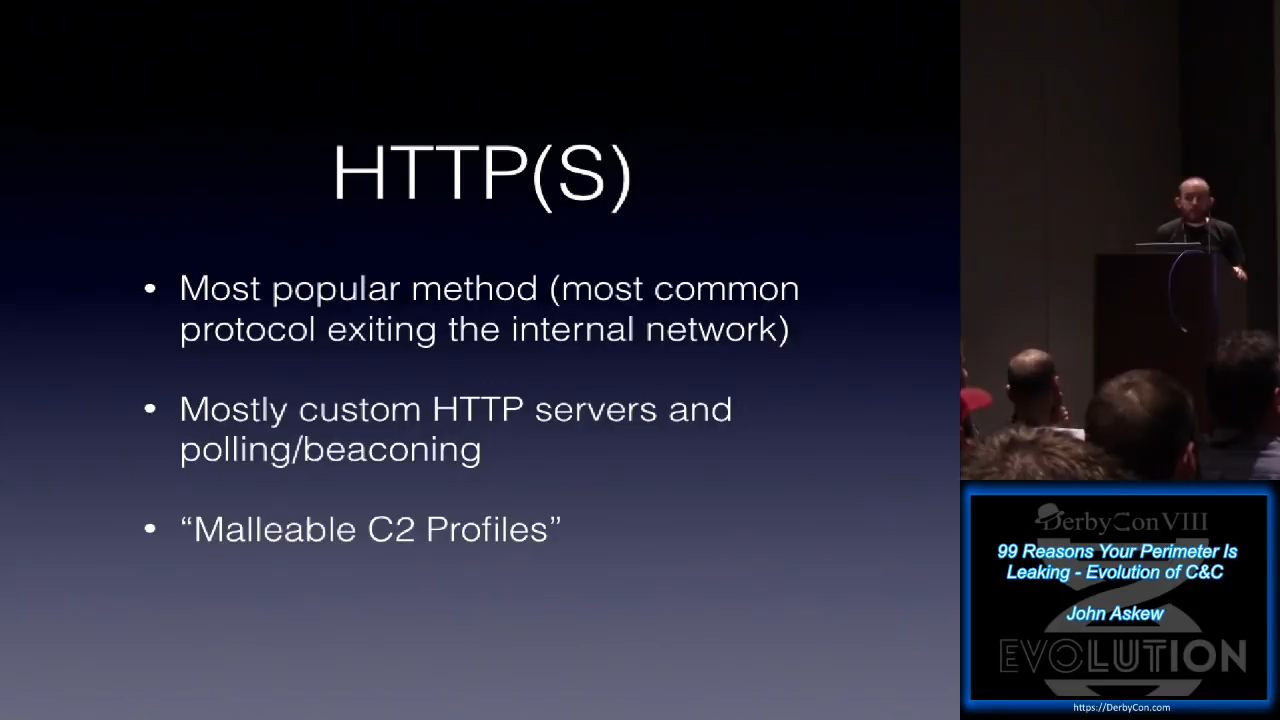 HTTP(S)
• Most popular method (most common
protocol exiting the internal network)
• Mostly custom HTTP servers and
polling/beaconing
• “Malleable C2 Profiles”
DerbyCon VIII
99 Reasons Your Perimeter Is
Leaking - Evolution of C&C
John Askew
EVOLUTION
https://DerbyCon.com